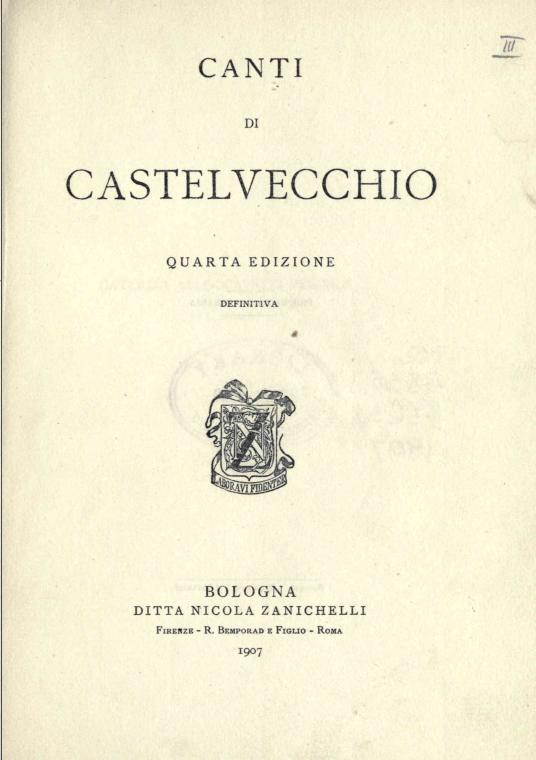 III
CANTI
DI
CASTELVECCHIO
QUARTA EDIZIONE
DEFINITIVA
LABORAVI FIDENTER
BOLOGNA
DITTA NICOLA ZANICHELLI
FIRENZE - R. BEMPORAD E FIGLIO - ROMA
1907